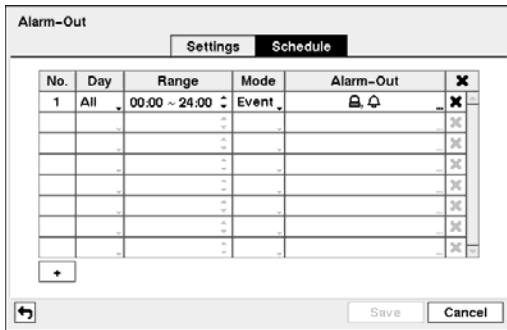 Alarm-Out
Settings Schedule
No. Day Range Mode Alarm-Out ✖
1 All 00:00 ~ 24:00 Event , ... ✖
+
Save Cancel